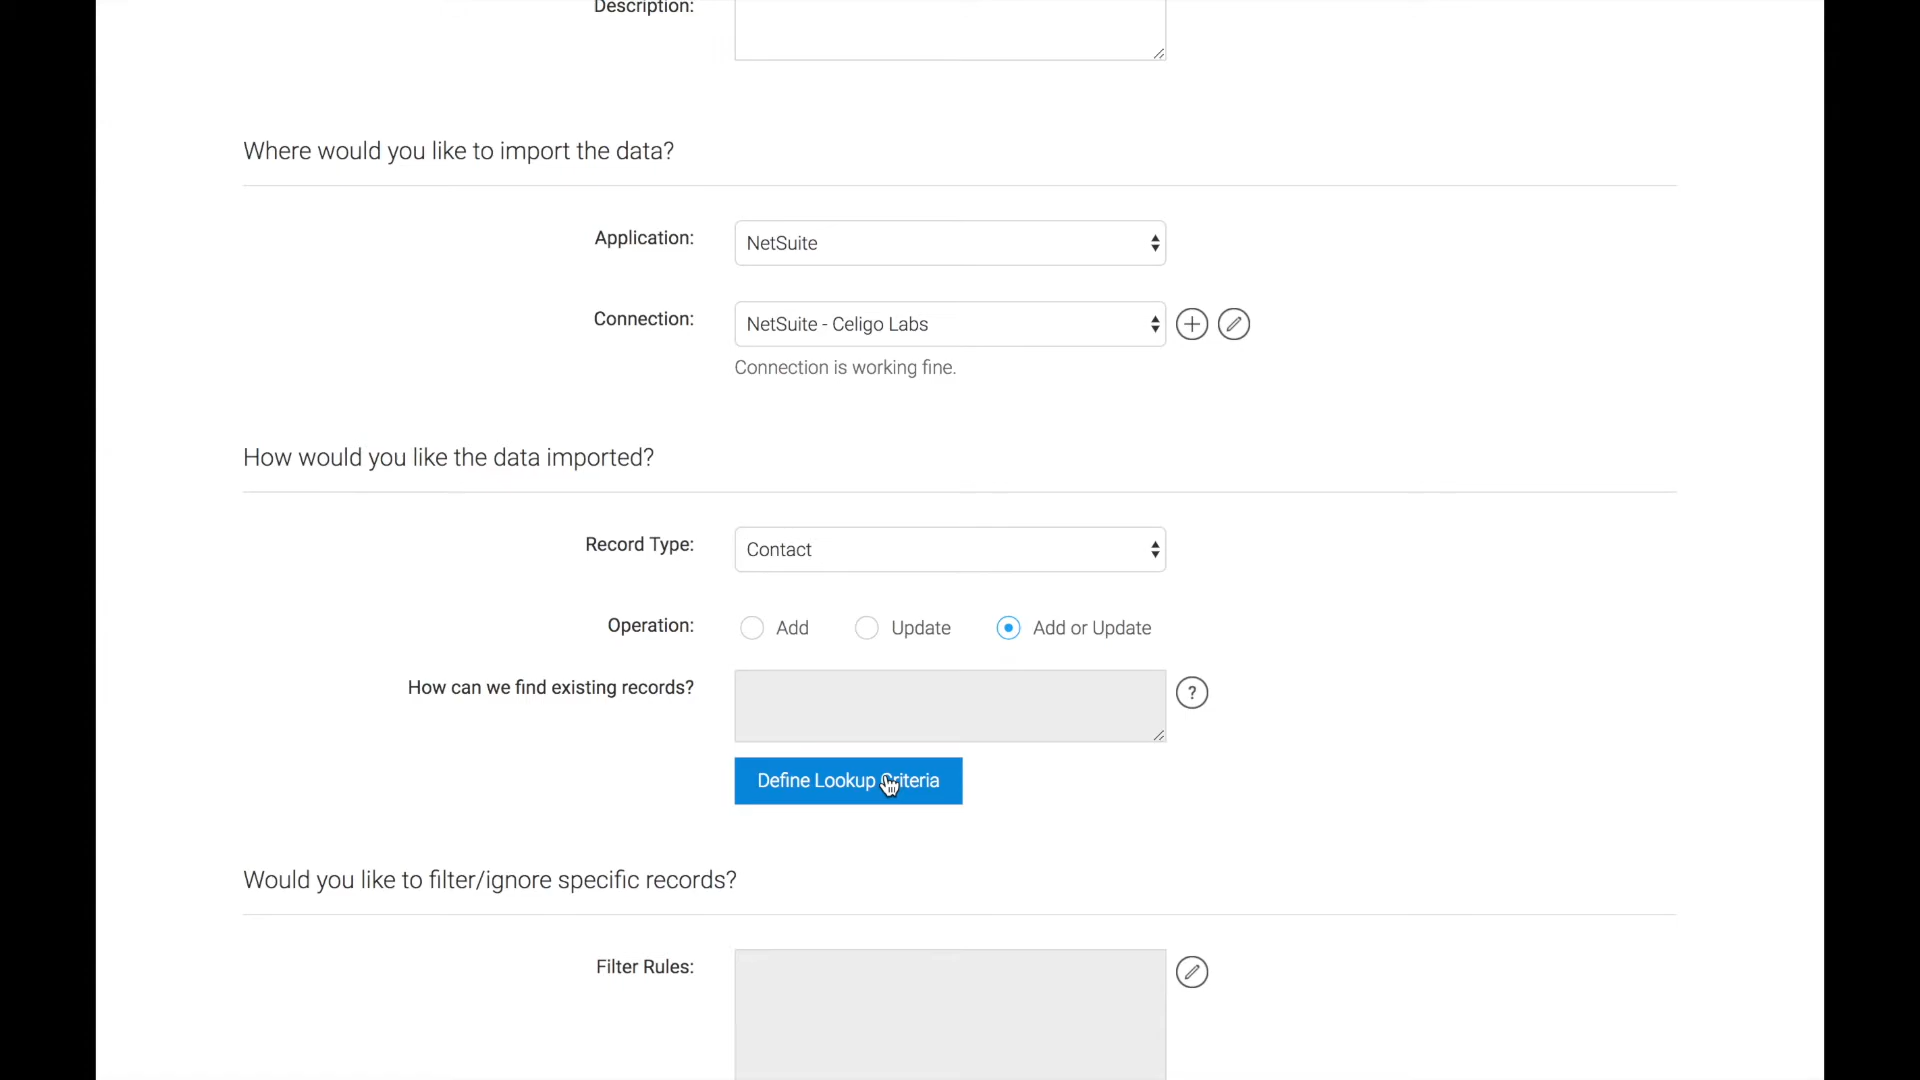 Description:
Where would you like to import the data?
Application:
NetSuite
Connection:
NetSuite - Celigo Labs
Connection is working fine.
How would you like the data imported?
Record Type:
Contact
Operation:
Add
Update
Add or Update
How can we find existing records?
?
Define Lookup Criteria
Would you like to filter/ignore specific records?
Filter Rules: